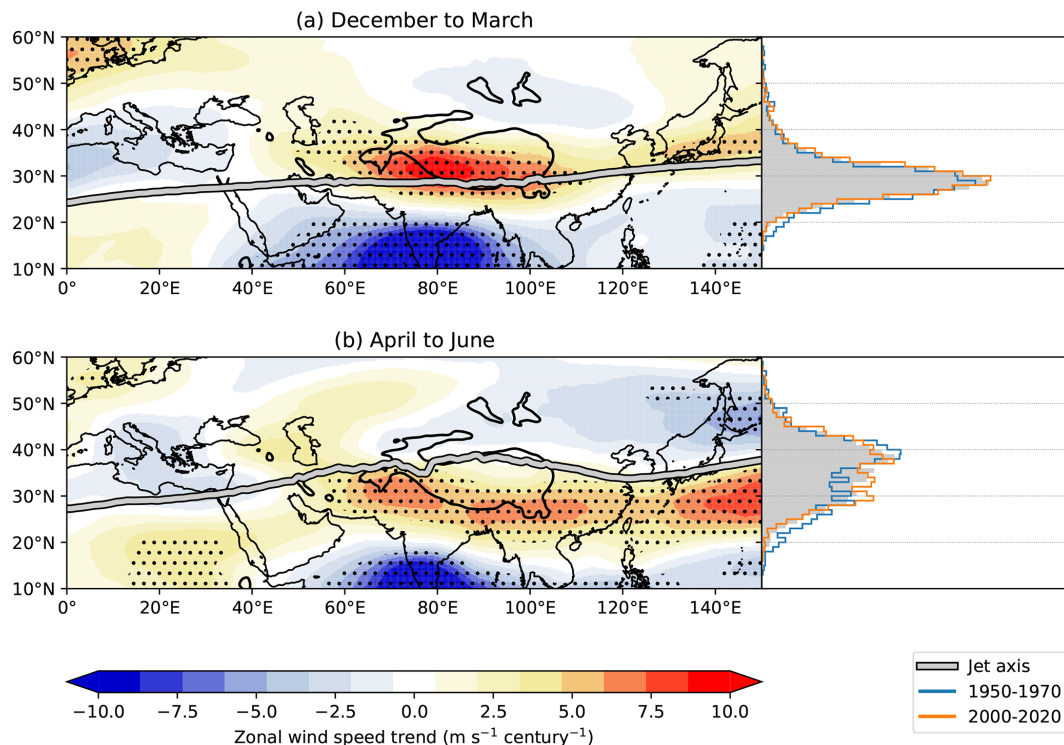 (a) December to March
60°N
50°N
40°N
30°N
20°N
10°N
0° 20°E 40°E 60°E 80°E 100°E 120°E 140°E
(b) April to June
60°N
50°N
40°N
30°N
20°N
10°N
0° 20°E 40°E 60°E 80°E 100°E 120°E 140°E
−10.0 −7.5 −5.0 −2.5 0.0 2.5 5.0 7.5 10.0
Zonal wind speed trend (m s⁻¹ century⁻¹)
Jet axis
1950-1970
2000-2020